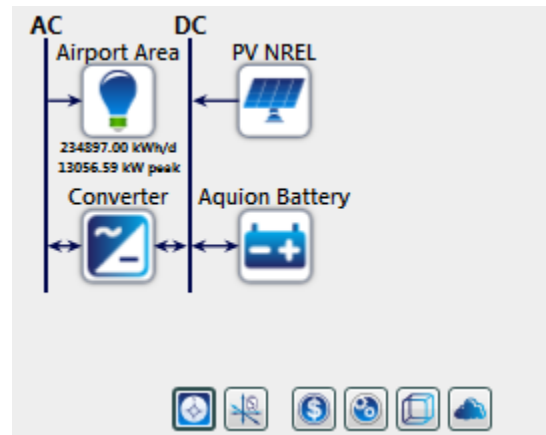 AC DC
Airport Area PV NREL
234897.00 kWh/d
13056.59 kW peak
Converter Aquion Battery